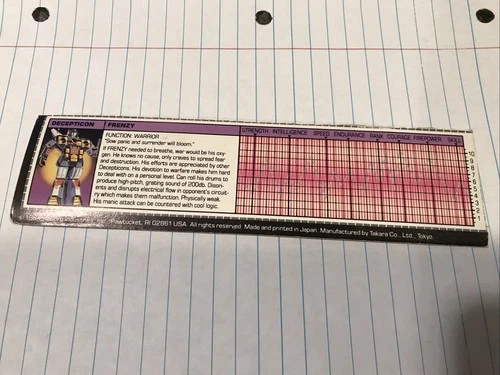 DECEPTICON FRENZY
STRENGTH INTELLIGENCE SPEED ENDURANCE RANK COURAGE FIREPOWER SKILL
FUNCTION: WARRIOR
"Sow panic and surrender will bloom."
If FRENZY needed to breathe, war would be his oxy-
gen. He knows no cause, only craves to spread fear
and destruction. His efforts are appreciated by other
Decepticons. His devotion to warfare makes him hard
to deal with on a personal level. Can roll his drums to
produce high-pitch, grating sound of 200db. Disori-
ents and disrupts electrical flow in opponent's circuit-
ry which makes them malfunction. Physically weak.
His manic attack can be countered with cool logic.
10
9
8
7
6
5
4
3
2
1
Pawtucket, RI 02861 USA. All rights reserved. Made and printed in Japan. Manufactured by Takara Co., Ltd., Tokyo